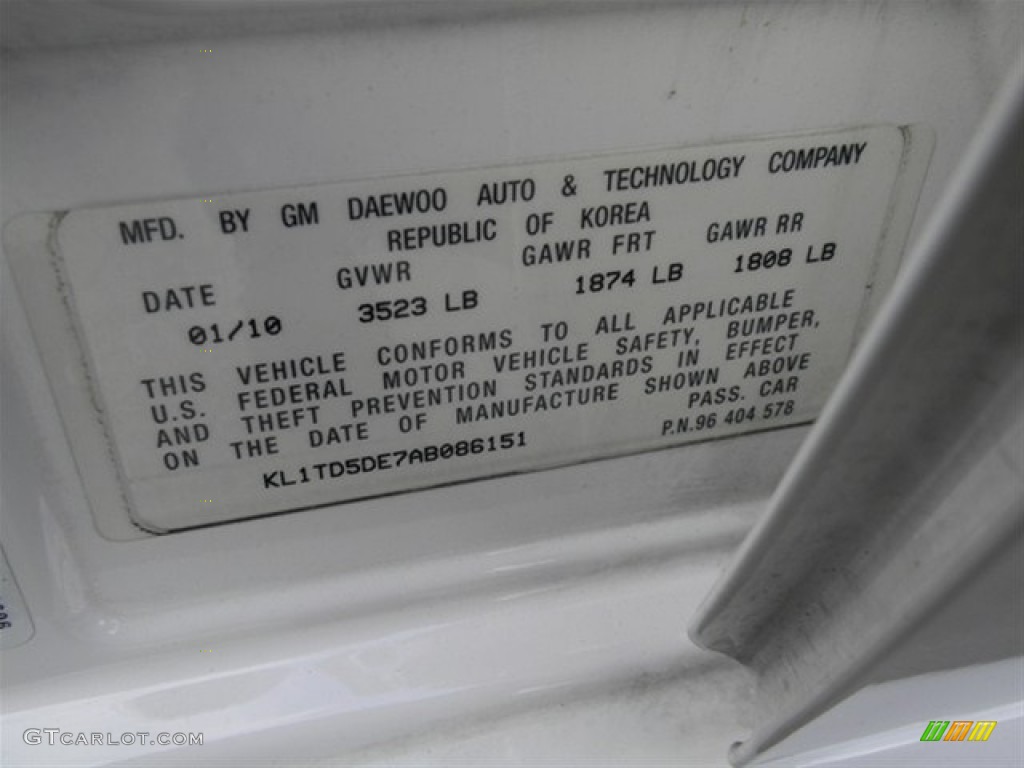 MFD. BY GM DAEWOO AUTO & TECHNOLOGY COMPANY
REPUBLIC OF KOREA
DATE GVWR GAWR FRT GAWR RR
01/10 3523 LB 1874 LB 1808 LB
THIS VEHICLE CONFORMS TO ALL APPLICABLE
U.S. FEDERAL MOTOR VEHICLE SAFETY, BUMPER,
AND THEFT PREVENTION STANDARDS IN EFFECT
ON THE DATE OF MANUFACTURE SHOWN ABOVE
PASS. CAR
KL1TD5DE7AB086151 P.N.96 404 578
GTcarlot.com